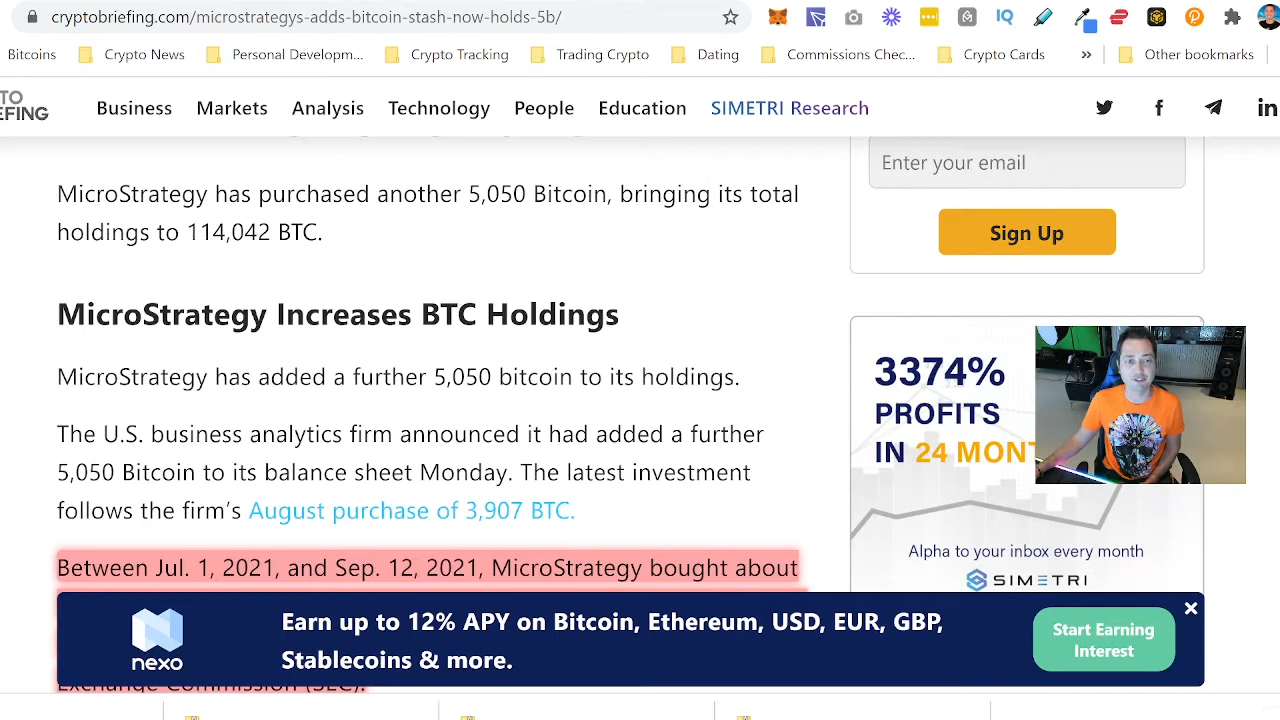 cryptobriefing.com/microstrategys-adds-bitcoin-stash-now-holds-5b/
Bitcoins
Crypto News
Personal Developm...
Crypto Tracking
Trading Crypto
Dating
Commissions Chec...
Crypto Cards
»
Other bookmarks
Business
Markets
Analysis
Technology
People
Education
SIMETRI Research
MicroStrategy has purchased another 5,050 Bitcoin, bringing its total
holdings to 114,042 BTC.
MicroStrategy Increases BTC Holdings
MicroStrategy has added a further 5,050 bitcoin to its holdings.
The U.S. business analytics firm announced it had added a further
5,050 Bitcoin to its balance sheet Monday. The latest investment
follows the firm's August purchase of 3,907 BTC.
Between Jul. 1, 2021, and Sep. 12, 2021, MicroStrategy bought about
Exchange Commission (SEC).
Enter your email
Sign Up
3374%
PROFITS
IN 24 MONT
Alpha to your inbox every month
SIMETRI
nexo
Earn up to 12% APY on Bitcoin, Ethereum, USD, EUR, GBP,
Stablecoins & more.
Start Earning
Interest